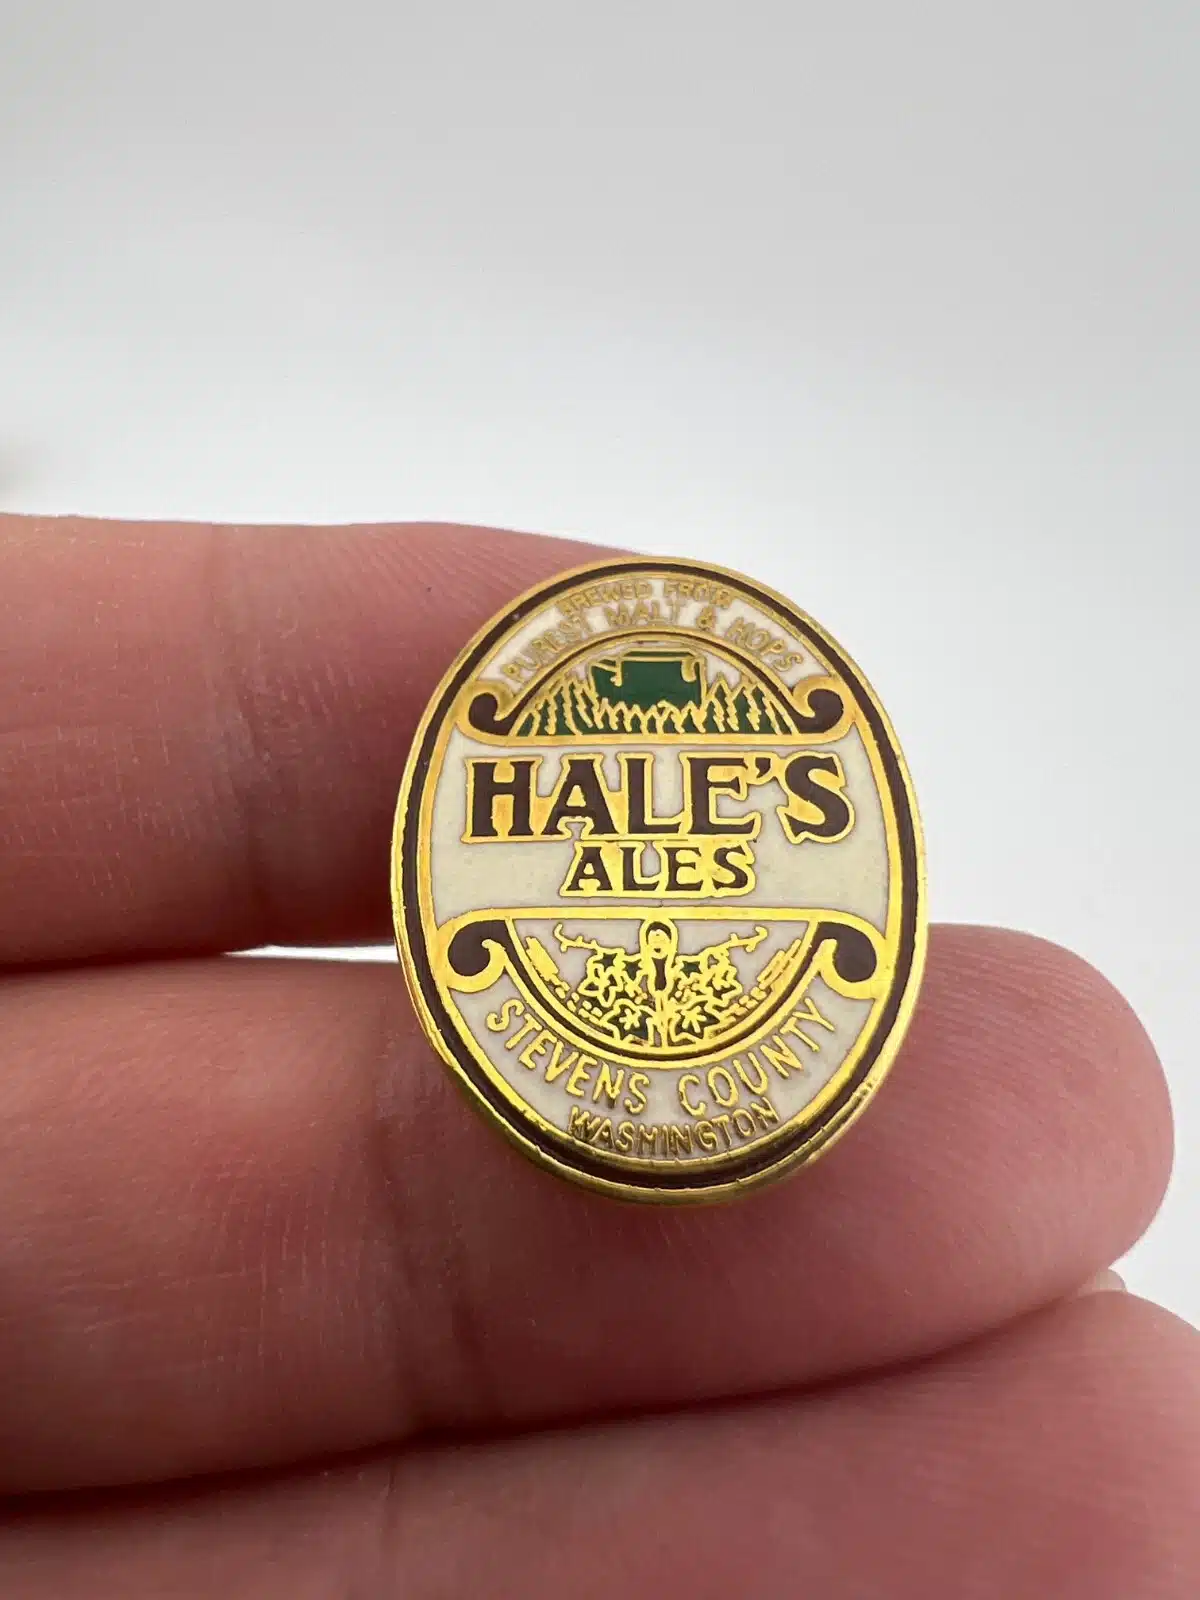 BREWED FROM
PUREST MALT & HOPS
HALE'S
ALES
STEVENS COUNTY
WASHINGTON